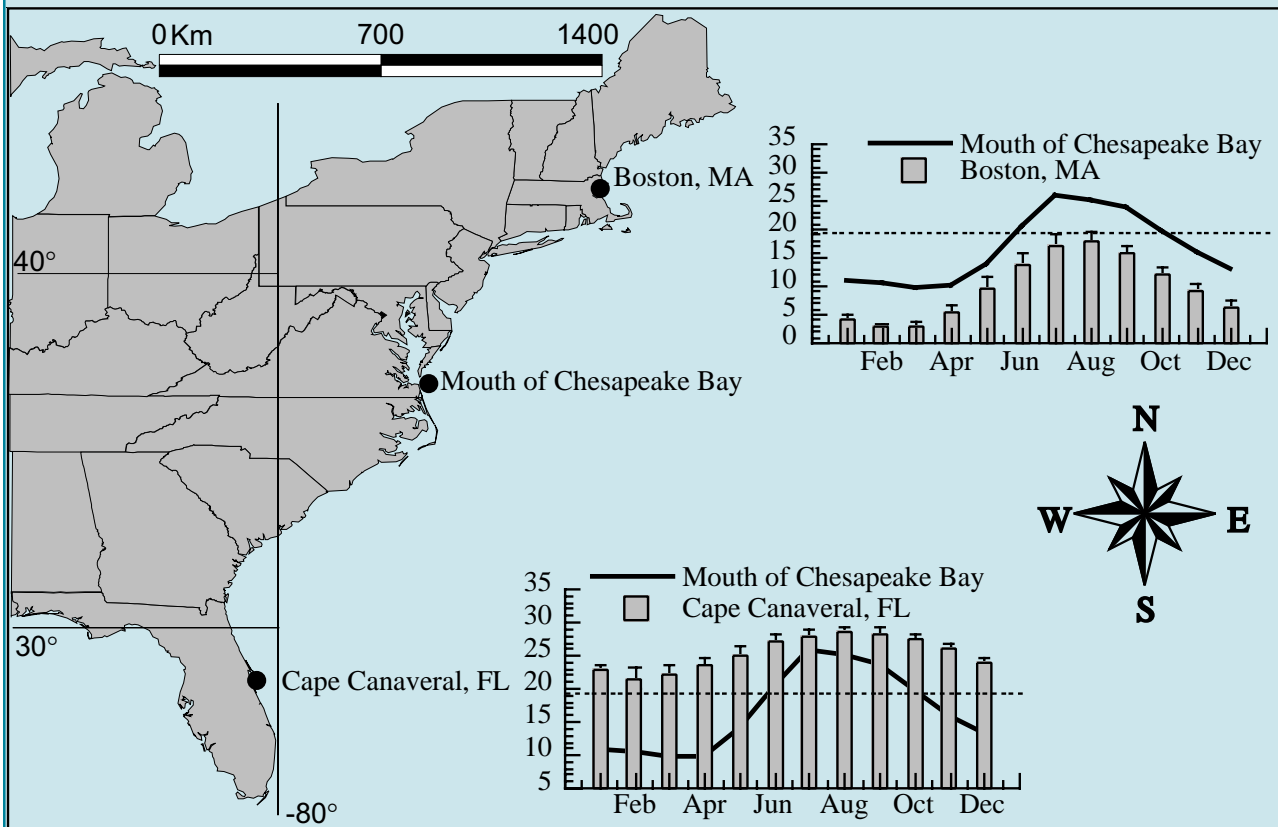 0 Km 700 1400
Boston, MA
40°
Mouth of Chesapeake Bay
30°
Cape Canaveral, FL
-80°
Mouth of Chesapeake Bay
Boston, MA
35
30
25
20
15
10
5
0
Feb Apr Jun Aug Oct Dec
N
W E
S
Mouth of Chesapeake Bay
Cape Canaveral, FL
35
30
25
20
15
10
5
Feb Apr Jun Aug Oct Dec